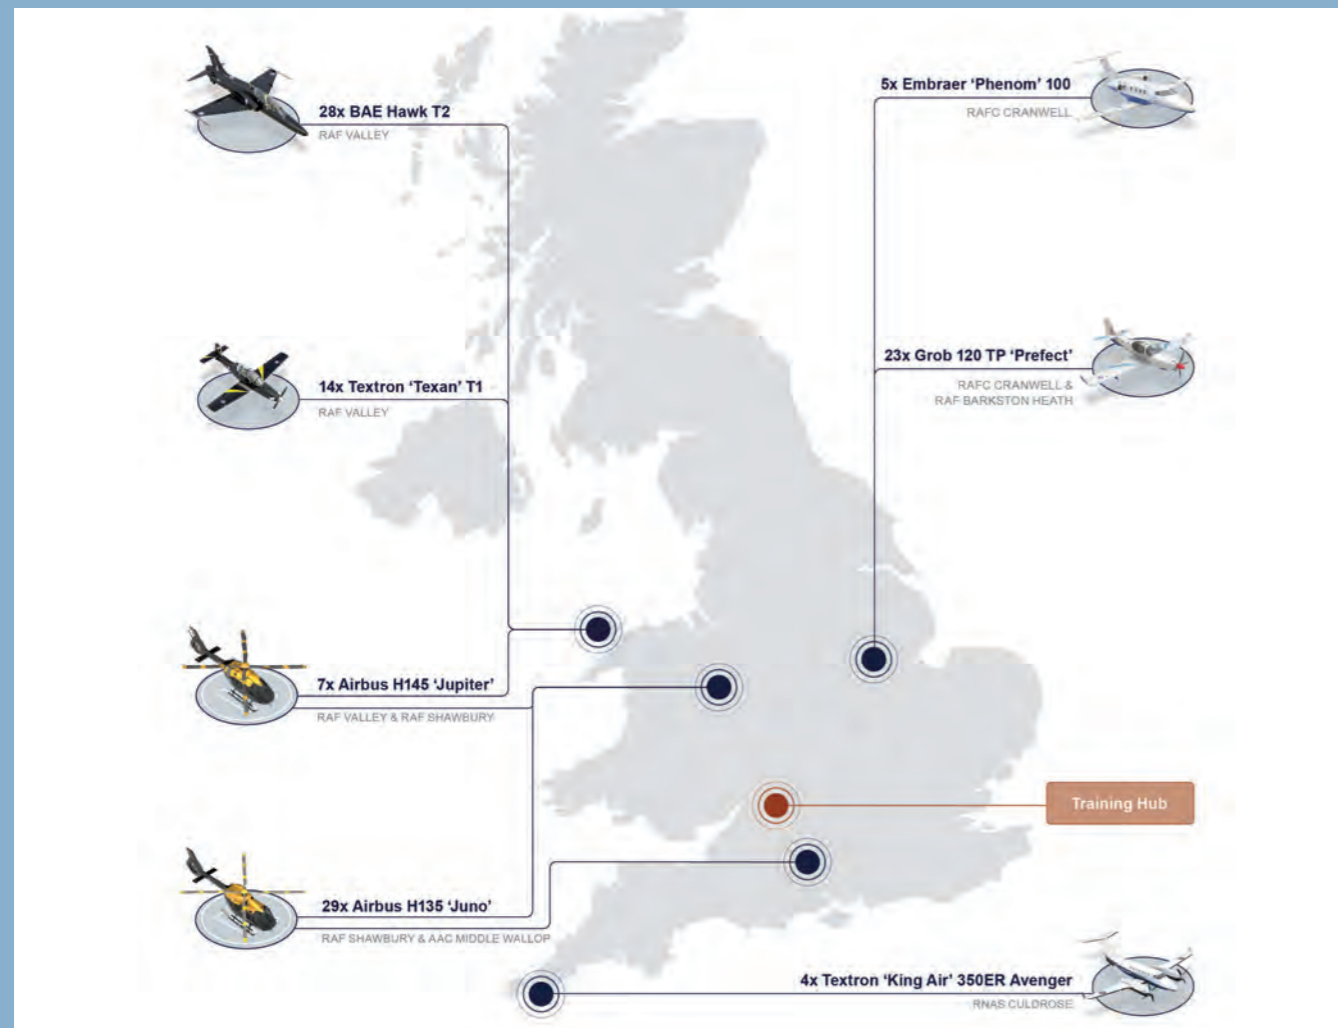 28x BAE Hawk T2
RAF VALLEY
5x Embraer ‘Phenom’ 100
RAFC CRANWELL
14x Textron ‘Texan’ T1
RAF VALLEY
23x Grob 120 TP ‘Prefect’
RAFC CRANWELL &
RAF BARKSTON HEATH
7x Airbus H145 ‘Jupiter’
RAF VALLEY & RAF SHAWBURY
Training Hub
29x Airbus H135 ‘Juno’
RAF SHAWBURY & AAC MIDDLE WALLOP
4x Textron ‘King Air’ 350ER Avenger
RNAS CULDROSE